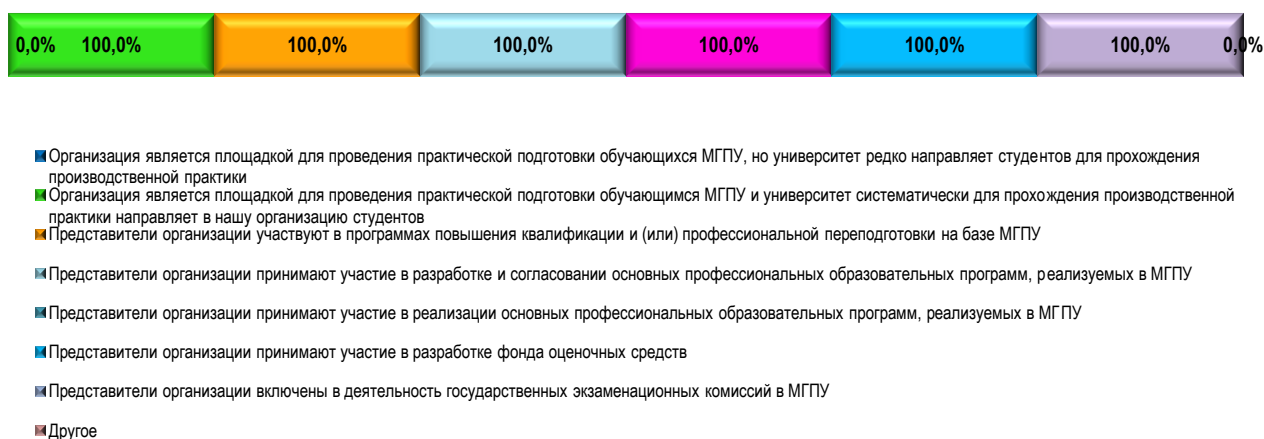 0,0% 100,0% 100,0% 100,0% 100,0% 100,0% 100,0% 0,0%
Организация является площадкой для проведения практической подготовки обучающихся МГПУ, но университет редко направляет студентов для прохождения
производственной практики
Организация является площадкой для проведения практической подготовки обучающимся МГПУ и университет систематически для прохождения производственной
практики направляет в нашу организацию студентов
Представители организации участвуют в программах повышения квалификации и (или) профессиональной переподготовки на базе МГПУ
Представители организации принимают участие в разработке и согласовании основных профессиональных образовательных программ, реализуемых в МГПУ
Представители организации принимают участие в реализации основных профессиональных образовательных программ, реализуемых в МГПУ
Представители организации принимают участие в разработке фонда оценочных средств
Представители организации включены в деятельность государственных экзаменационных комиссий в МГПУ
Другое